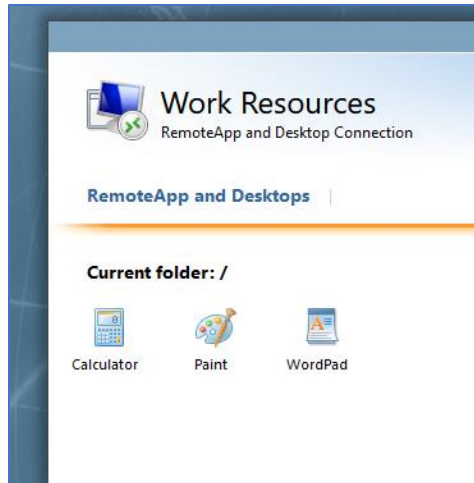 Work Resources
RemoteApp and Desktop Connection
RemoteApp and Desktops
Current folder: /
Calculator Paint WordPad